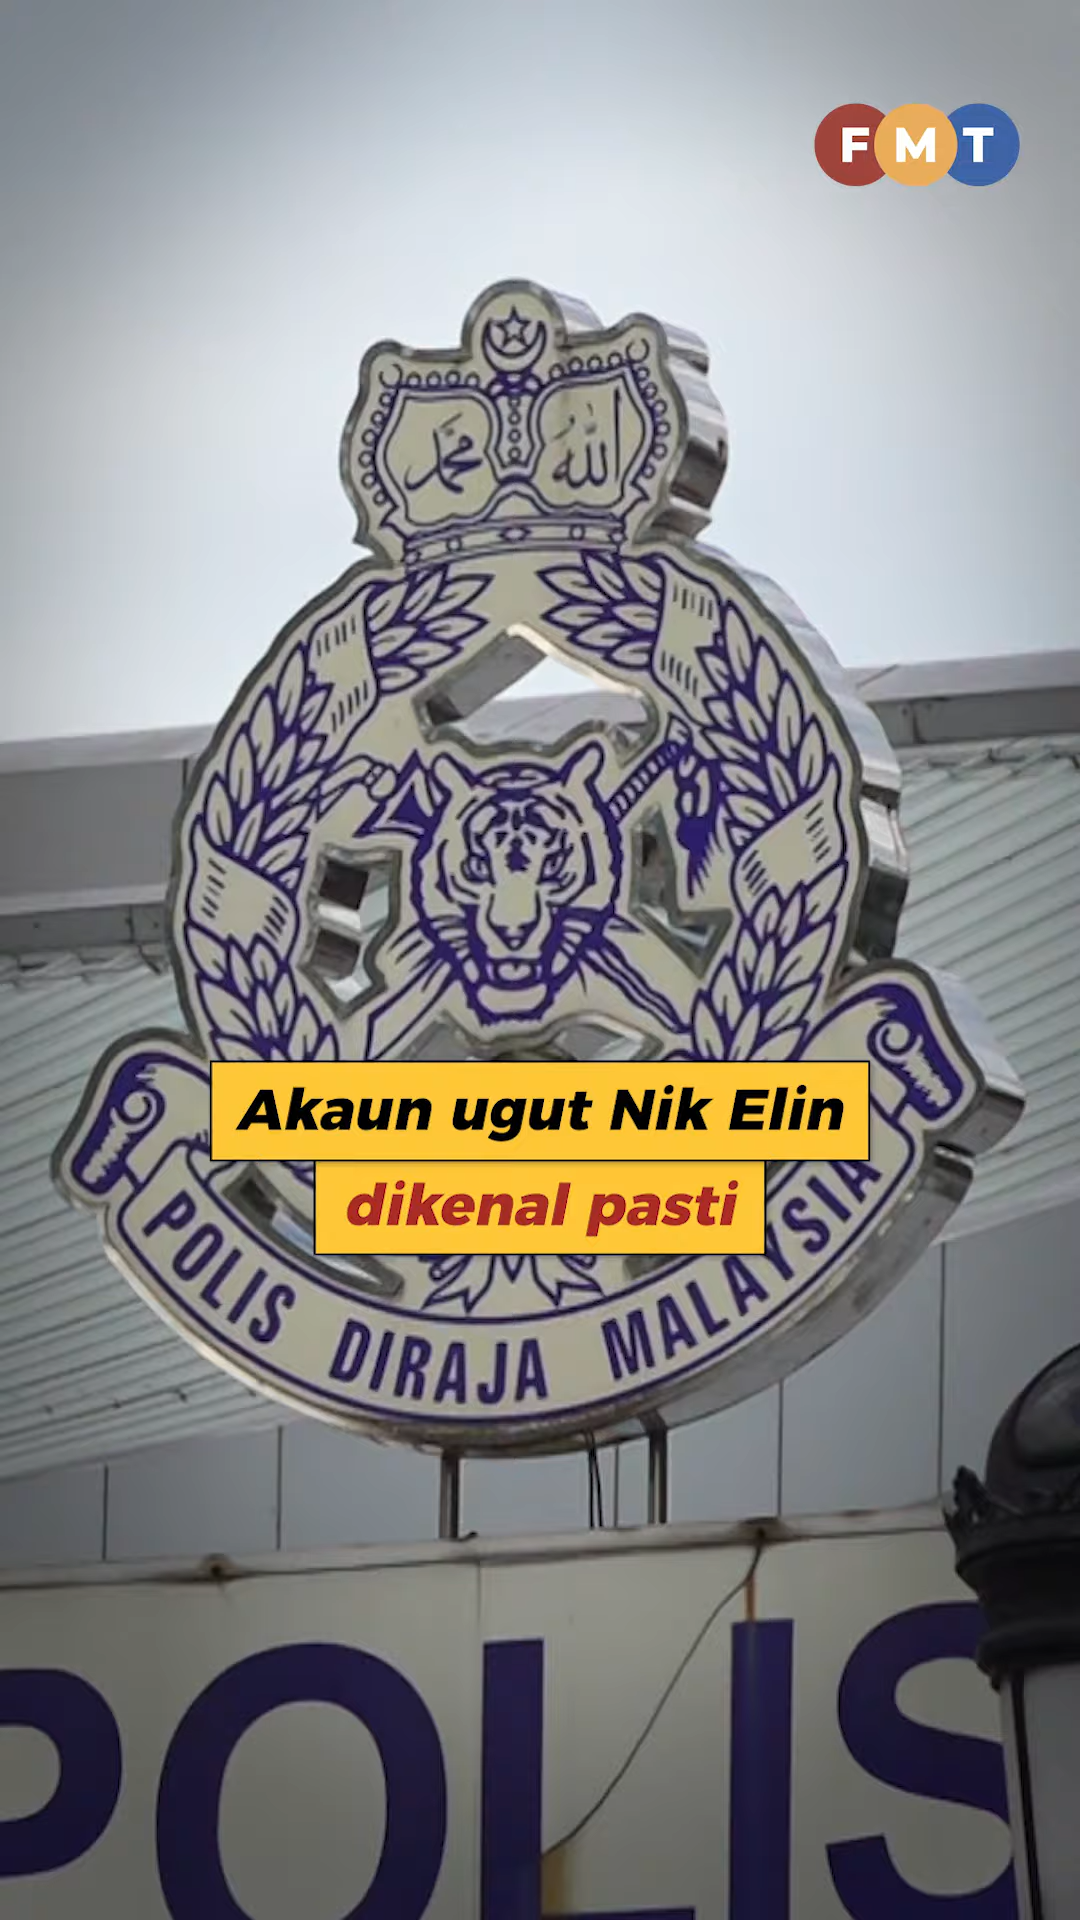 FMT
محمد
الله
Akaun ugut Nik Elin
dikenal pasti
POLIS DIRAJA MALAYSIA
POLIS